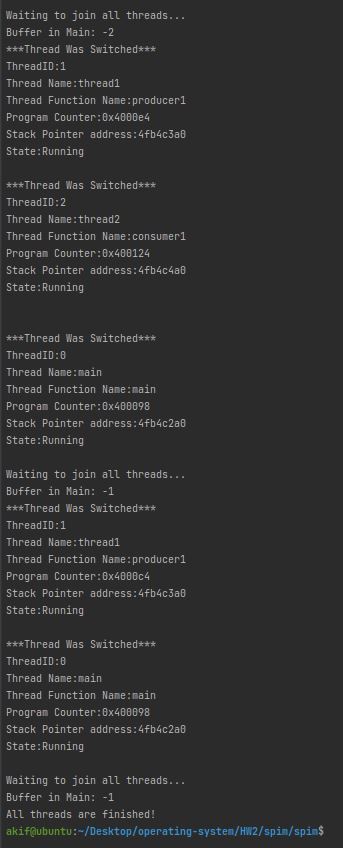 Waiting to join all threads...
Buffer in Main: -2
***Thread Was Switched***
ThreadID:1
Thread Name:thread1
Thread Function Name:producer1
Program Counter:0x4000e4
Stack Pointer address:4fb4c3a0
State:Running
***Thread Was Switched***
ThreadID:2
Thread Name:thread2
Thread Function Name:consumer1
Program Counter:0x400124
Stack Pointer address:4fb4c4a0
State:Running
***Thread Was Switched***
ThreadID:0
Thread Name:main
Thread Function Name:main
Program Counter:0x400098
Stack Pointer address:4fb4c2a0
State:Running
Waiting to join all threads...
Buffer in Main: -1
***Thread Was Switched***
ThreadID:1
Thread Name:thread1
Thread Function Name:producer1
Program Counter:0x4000c4
Stack Pointer address:4fb4c3a0
State:Running
***Thread Was Switched***
ThreadID:0
Thread Name:main
Thread Function Name:main
Program Counter:0x400098
Stack Pointer address:4fb4c2a0
State:Running
Waiting to join all threads...
Buffer in Main: -1
All threads are finished!
akif@ubuntu:~/Desktop/operating-system/HW2/spim/spim$